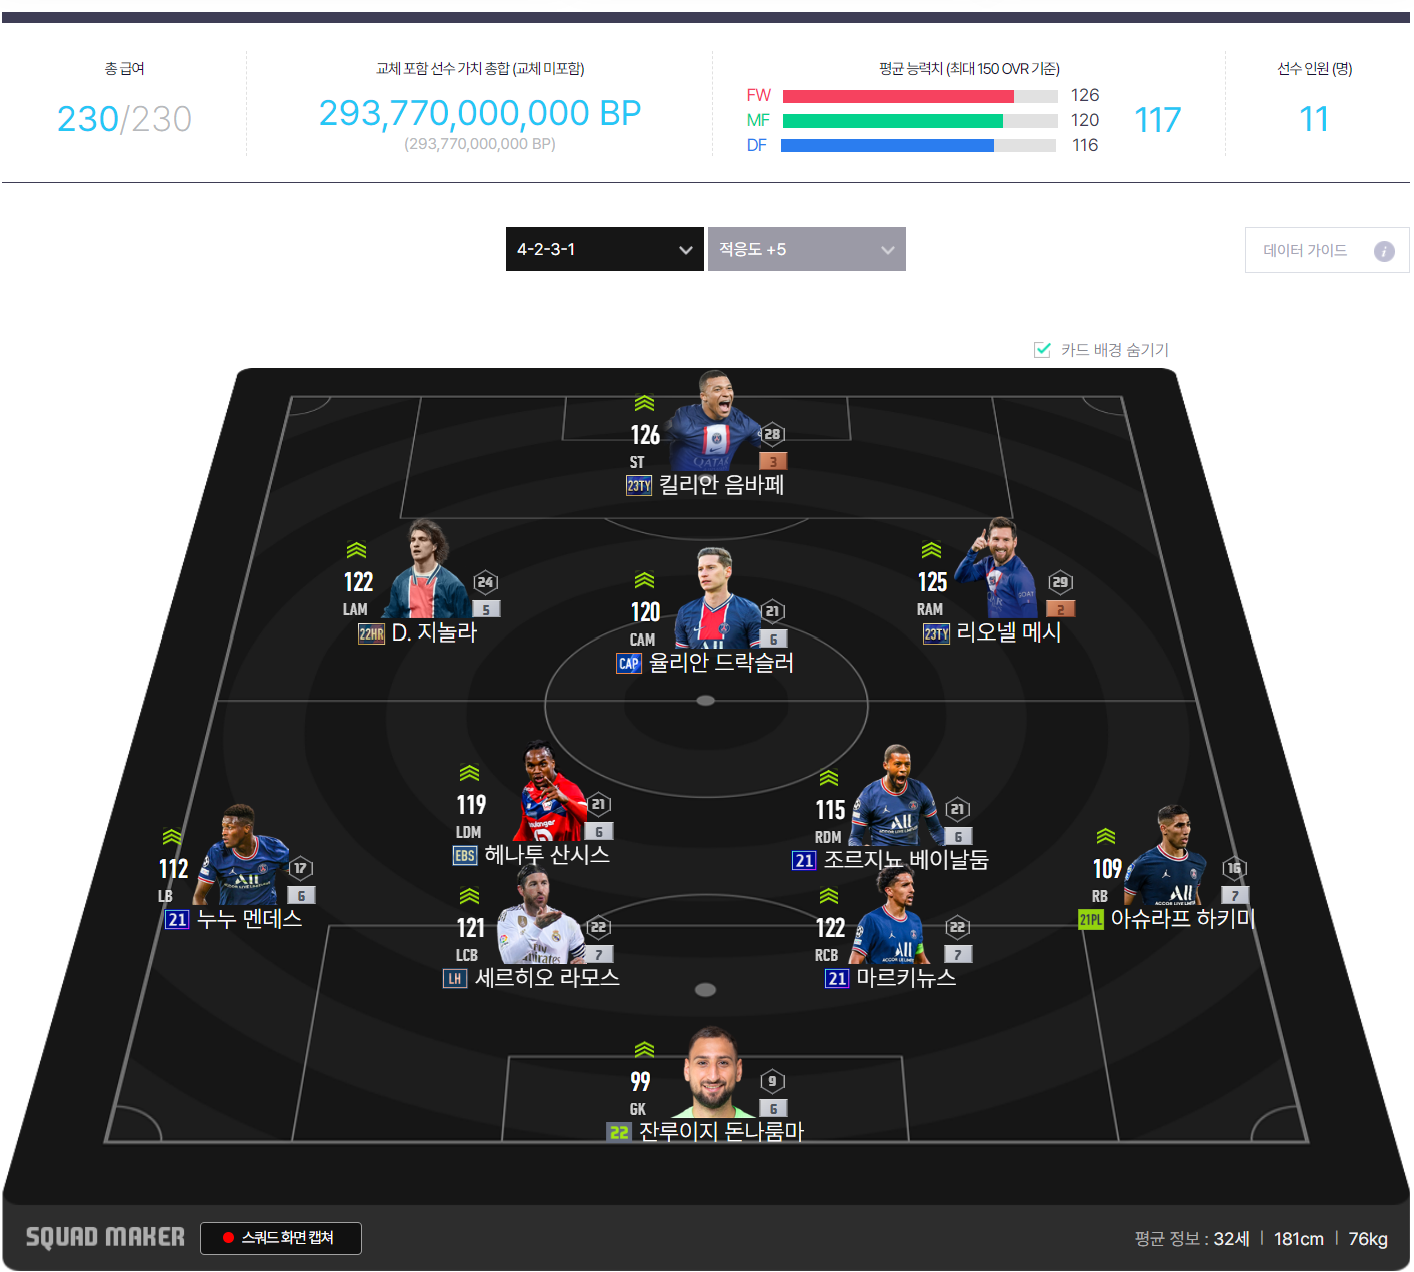 총 급여
230/230
교체 포함 선수 가치 총합 (교체 미포함)
293,770,000,000 BP
(293,770,000,000 BP)
평균 능력치 (최대 150 OVR 기준)
FW 126
MF 120
DF 116
117
선수 인원 (명)
11
4-2-3-1
적응도 +5
데이터 가이드 i
카드 배경 숨기기
126 28
ST 3
23TY 킬리안 음바페
122 24
LAM 5
22HR D. 지놀라
120 21
CAM 6
CAP 율리안 드락슬러
125 29
RAM 2
23TY 리오넬 메시
119 21
LDM 6
EBS 헤나투 산시스
115 21
RDM 6
21 조르지뇨 베이날둠
112 17
LB 6
21 누누 멘데스
109 16
RB 7
21PL 아슈라프 하키미
121 22
LCB 7
LH 세르히오 라모스
122 22
RCB 7
21 마르키뉴스
99 9
GK 6
22 잔루이지 돈나룸마
SQUAD MAKER
스쿼드 화면 캡쳐
평균 정보 : 32세 | 181cm | 76kg